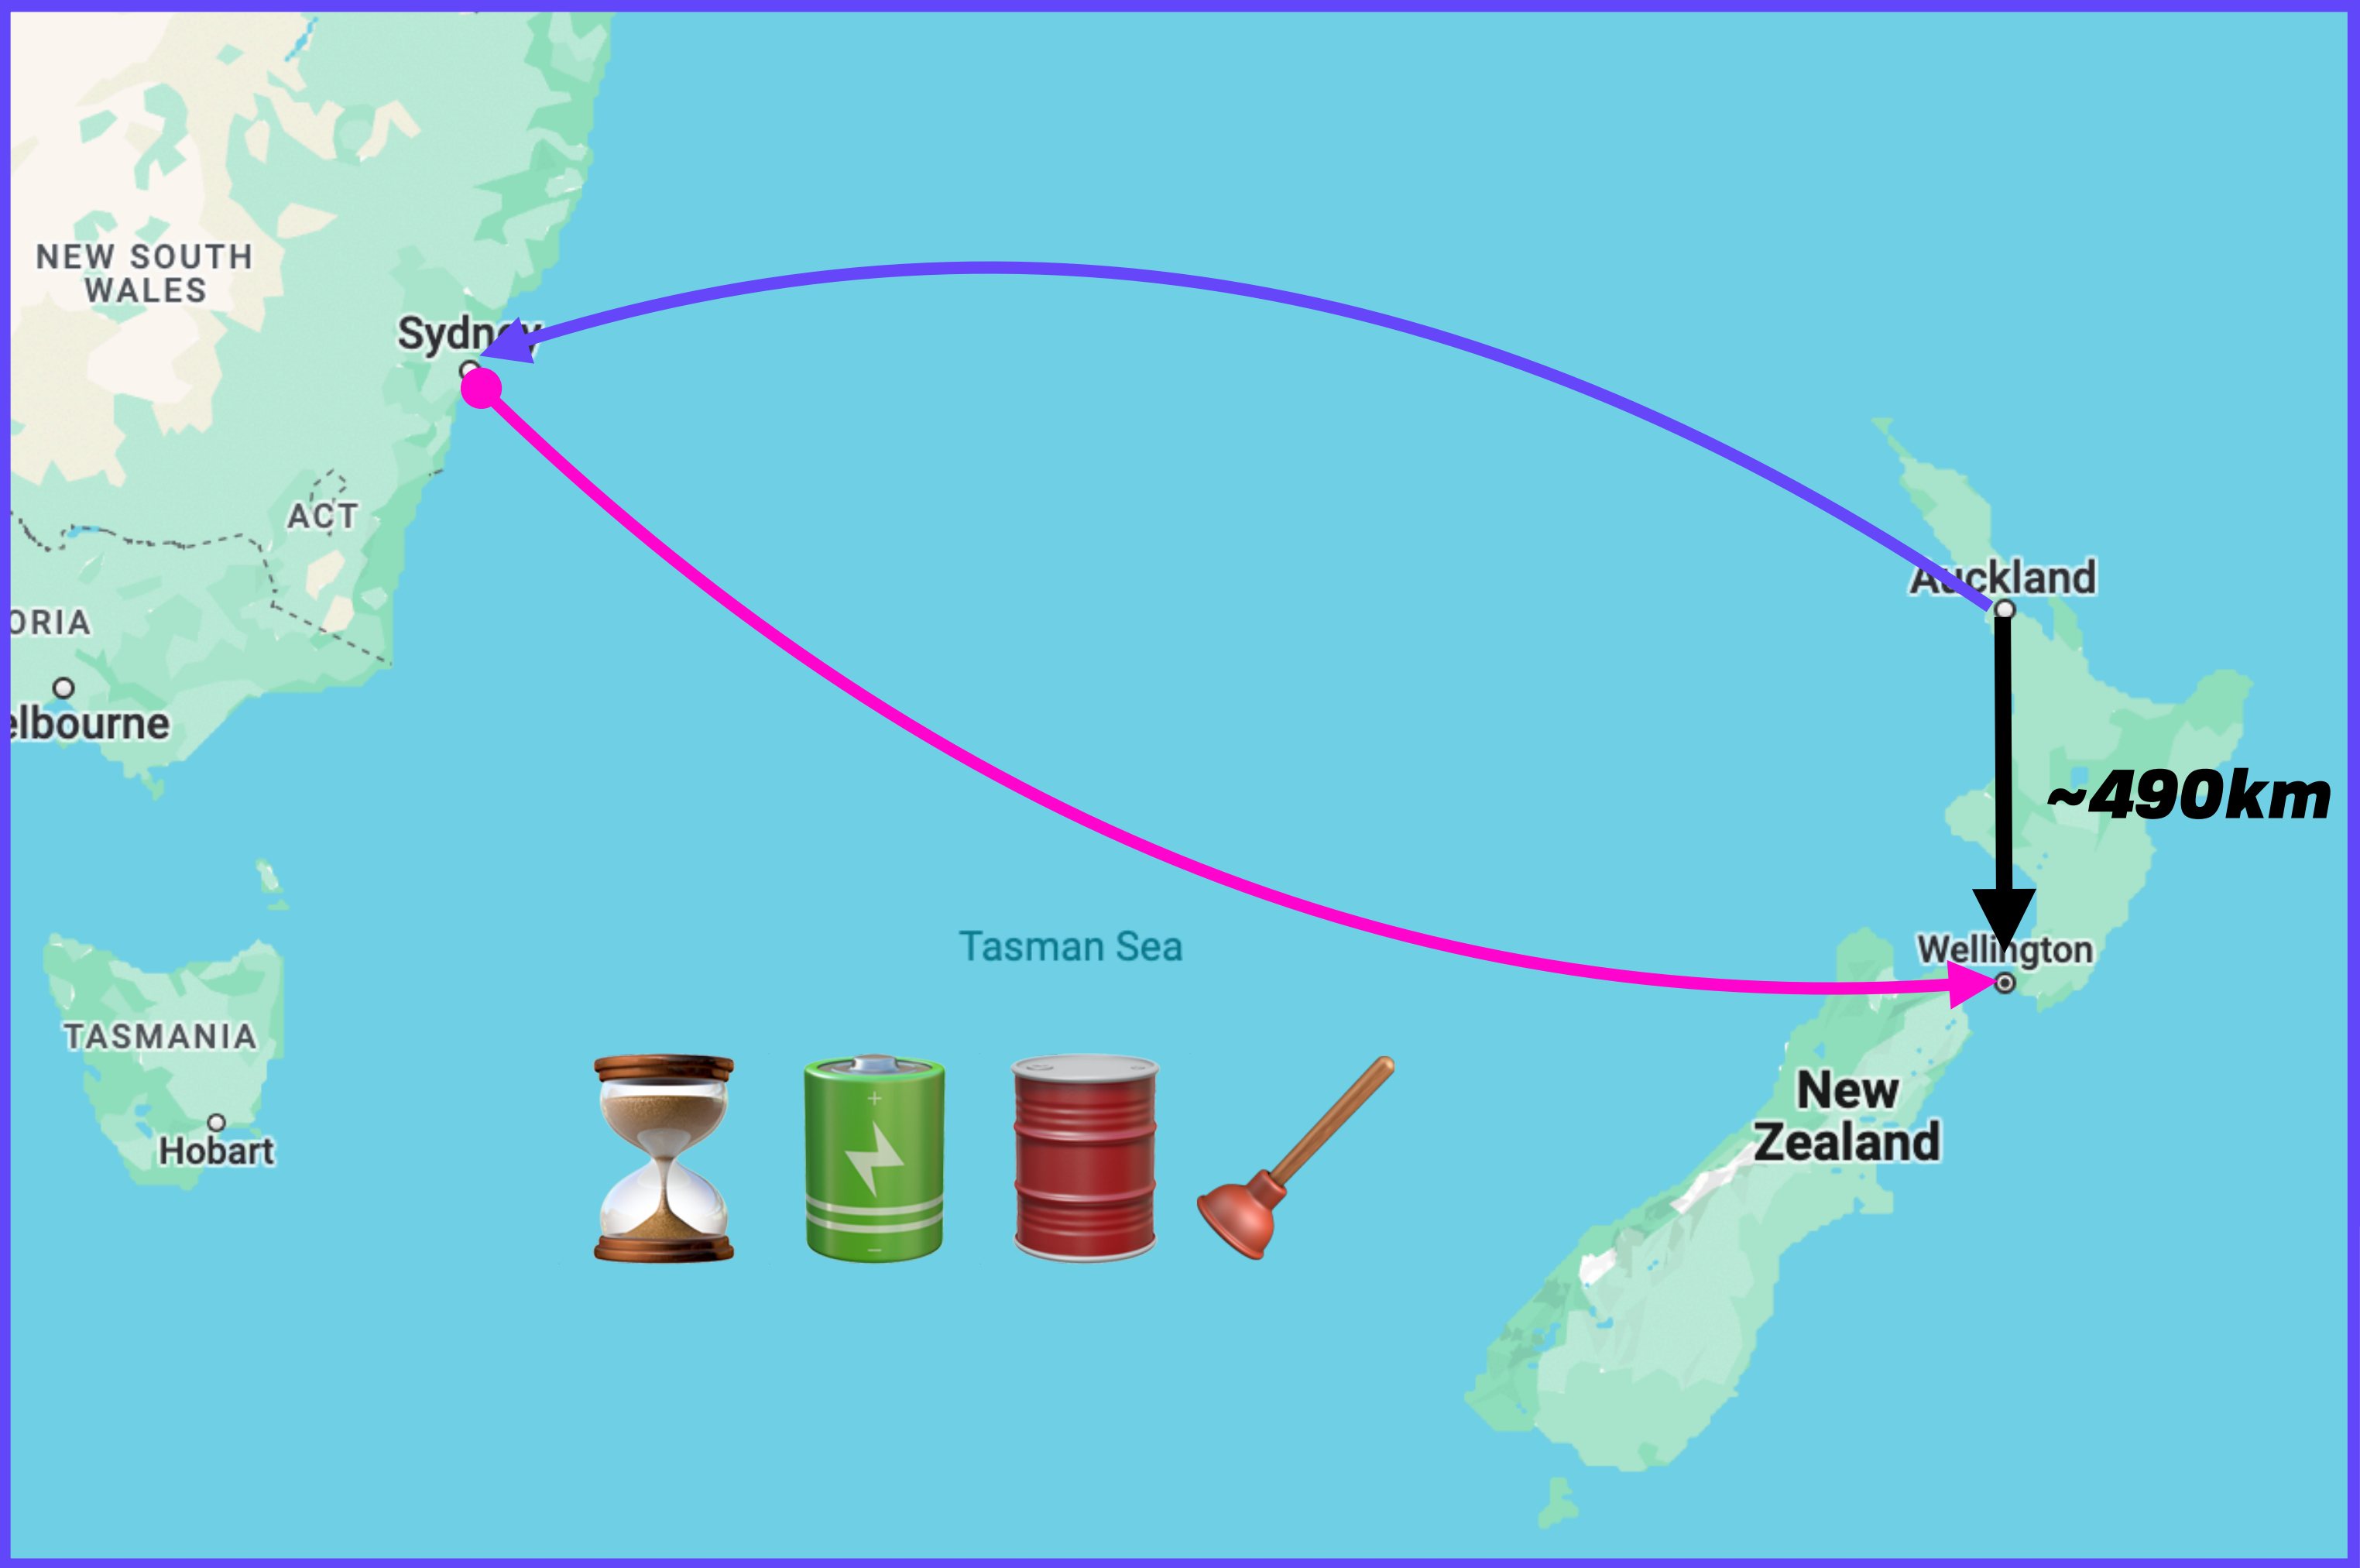 NEW SOUTH
WALES
Sydney
ACT
ORIA
elbourne
Auckland
~490km
Tasman Sea
Wellington
TASMANIA
Hobart
New
Zealand